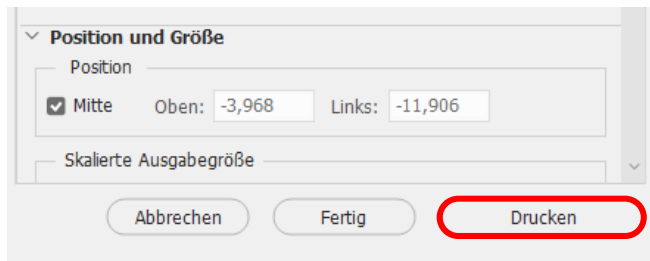 Position und Größe
Position
Mitte Oben: -3,968 Links: -11,906
Skalierte Ausgabegröße
Abbrechen Fertig Drucken